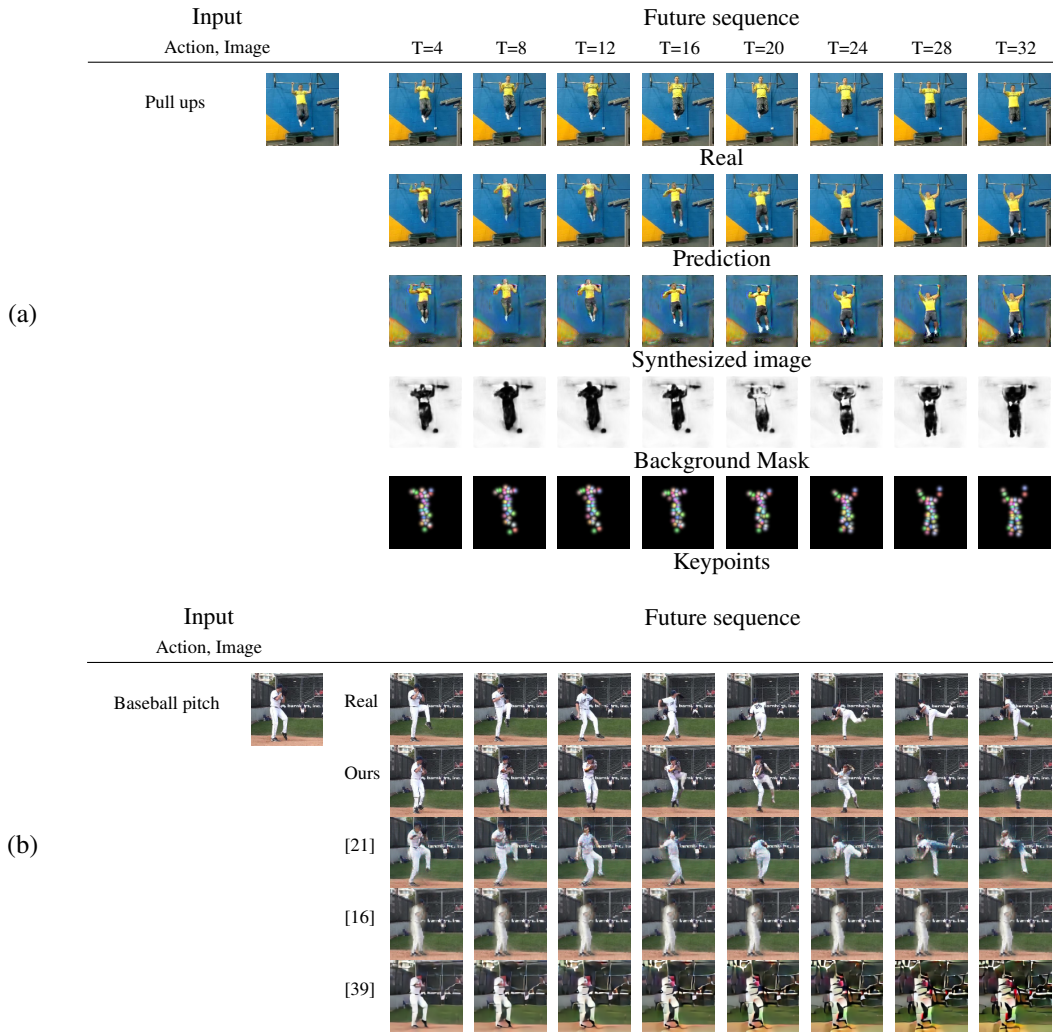 Input Future sequence
Action, Image T=4 T=8 T=12 T=16 T=20 T=24 T=28 T=32
Pull ups
Real
Prediction
(a)
Synthesized image
Background Mask
Keypoints
Input Future sequence
Action, Image
Baseball pitch Real
Ours
(b)
[21]
[16]
[39]